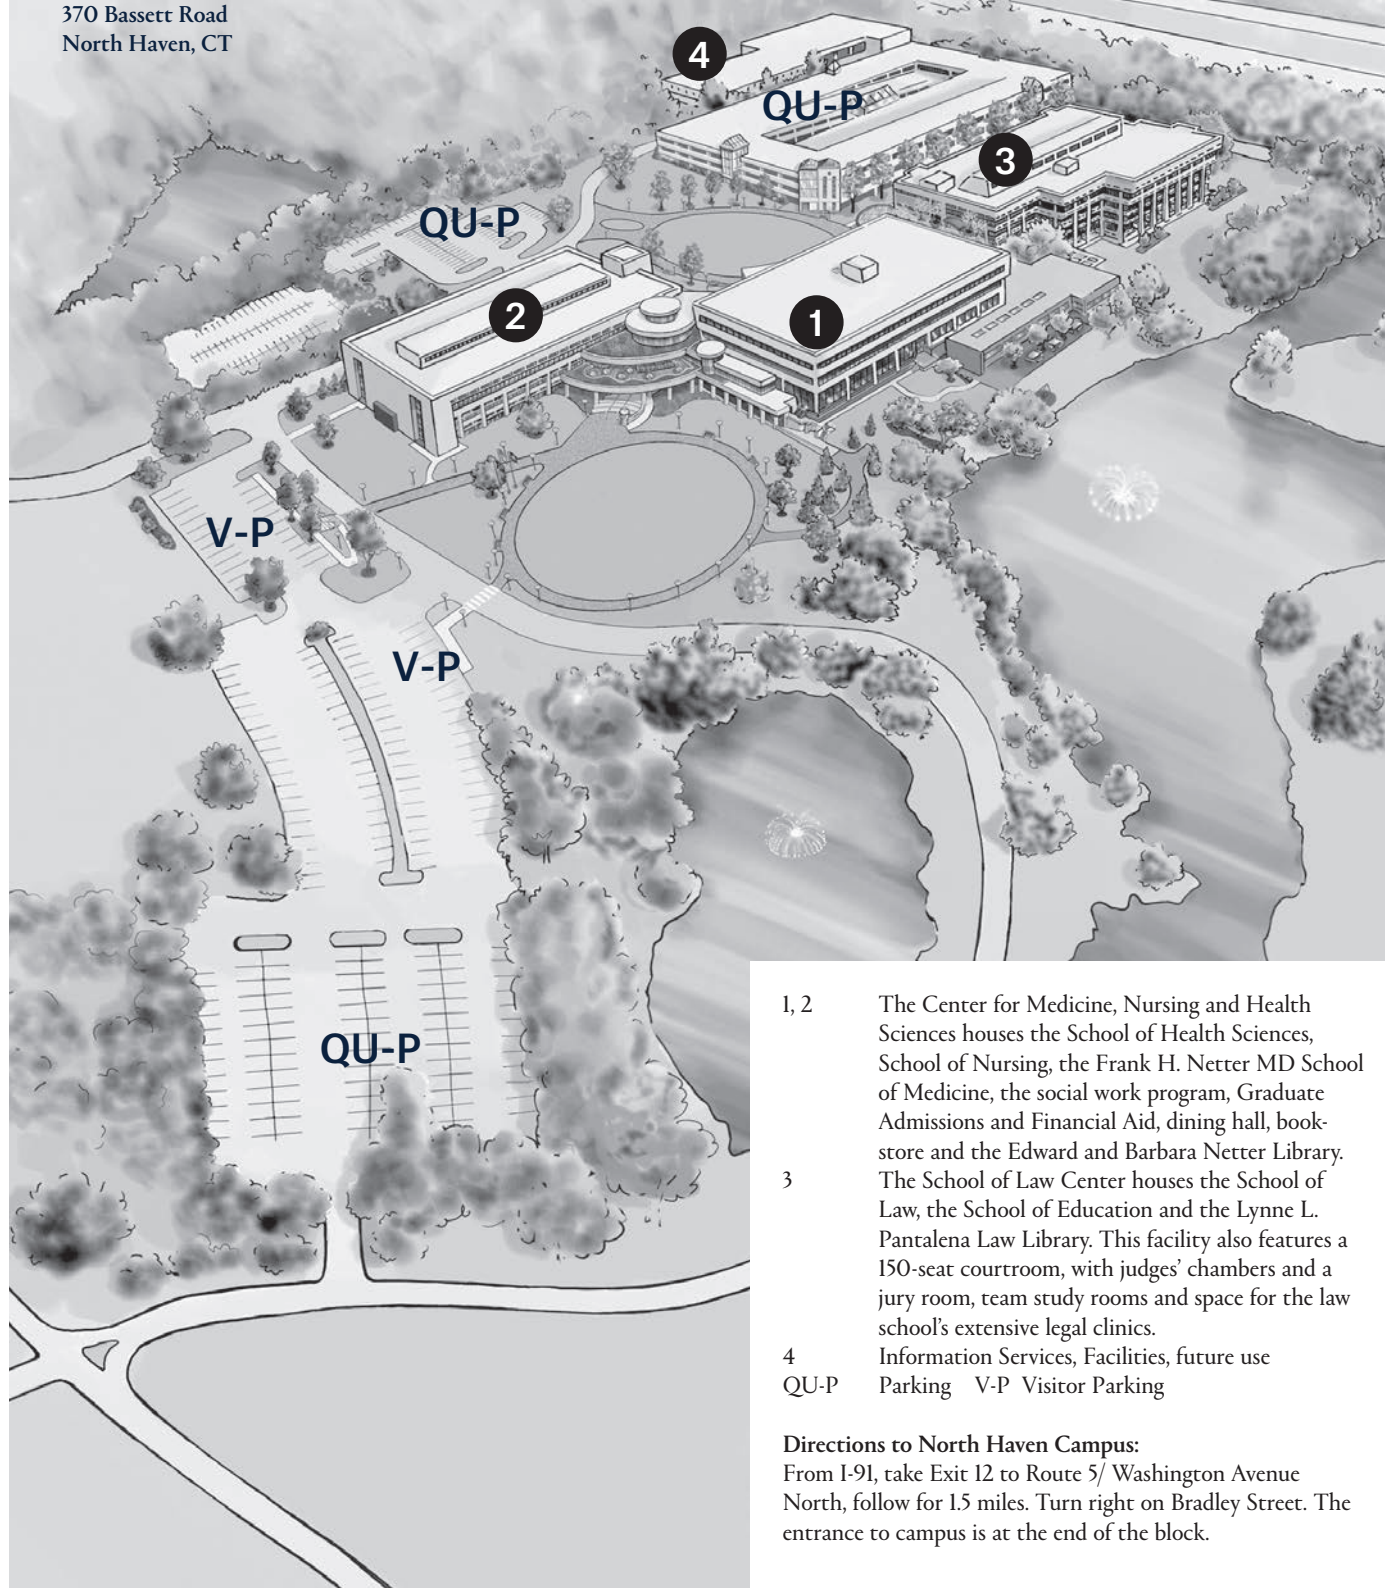 370 Bassett Road
North Haven, CT
4
QU-P
3
QU-P
2
1
V-P
V-P
QU-P
1, 2 The Center for Medicine, Nursing and Health
Sciences houses the School of Health Sciences,
School of Nursing, the Frank H. Netter MD School
of Medicine, the social work program, Graduate
Admissions and Financial Aid, dining hall, book-
store and the Edward and Barbara Netter Library.
3 The School of Law Center houses the School of
Law, the School of Education and the Lynne L.
Pantalena Law Library. This facility also features a
150-seat courtroom, with judges’ chambers and a
jury room, team study rooms and space for the law
school’s extensive legal clinics.
4 Information Services, Facilities, future use
QU-P Parking V-P Visitor Parking
Directions to North Haven Campus:
From I-91, take Exit 12 to Route 5/ Washington Avenue
North, follow for 1.5 miles. Turn right on Bradley Street. The
entrance to campus is at the end of the block.